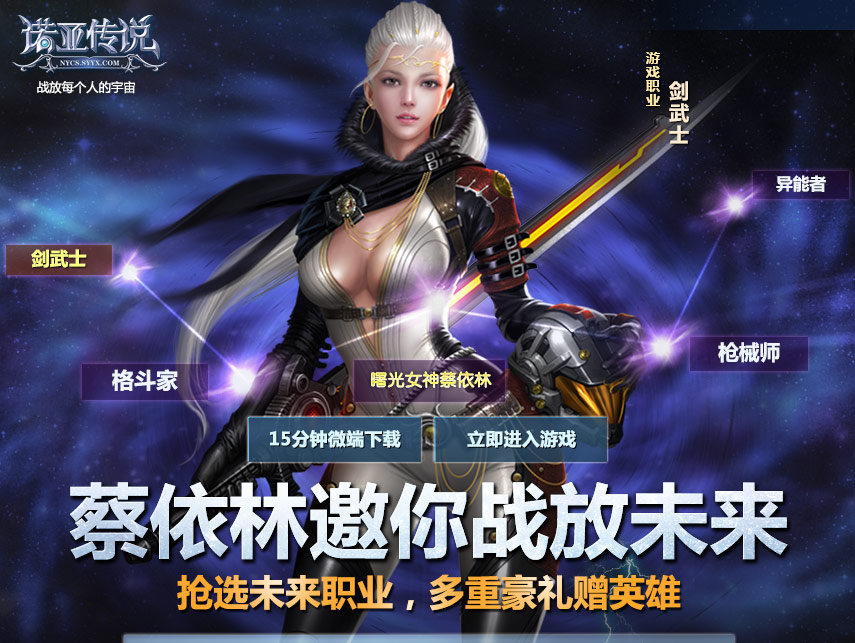 诺亚传说
NYCS.SYYX.COM
战放每个人的宇宙
游戏职业
剑武士
异能者
剑武士
枪械师
格斗家
曙光女神蔡依林
15分钟微端下载
立即进入游戏
蔡依林邀你战放未来
抢选未来职业，多重豪礼赠英雄